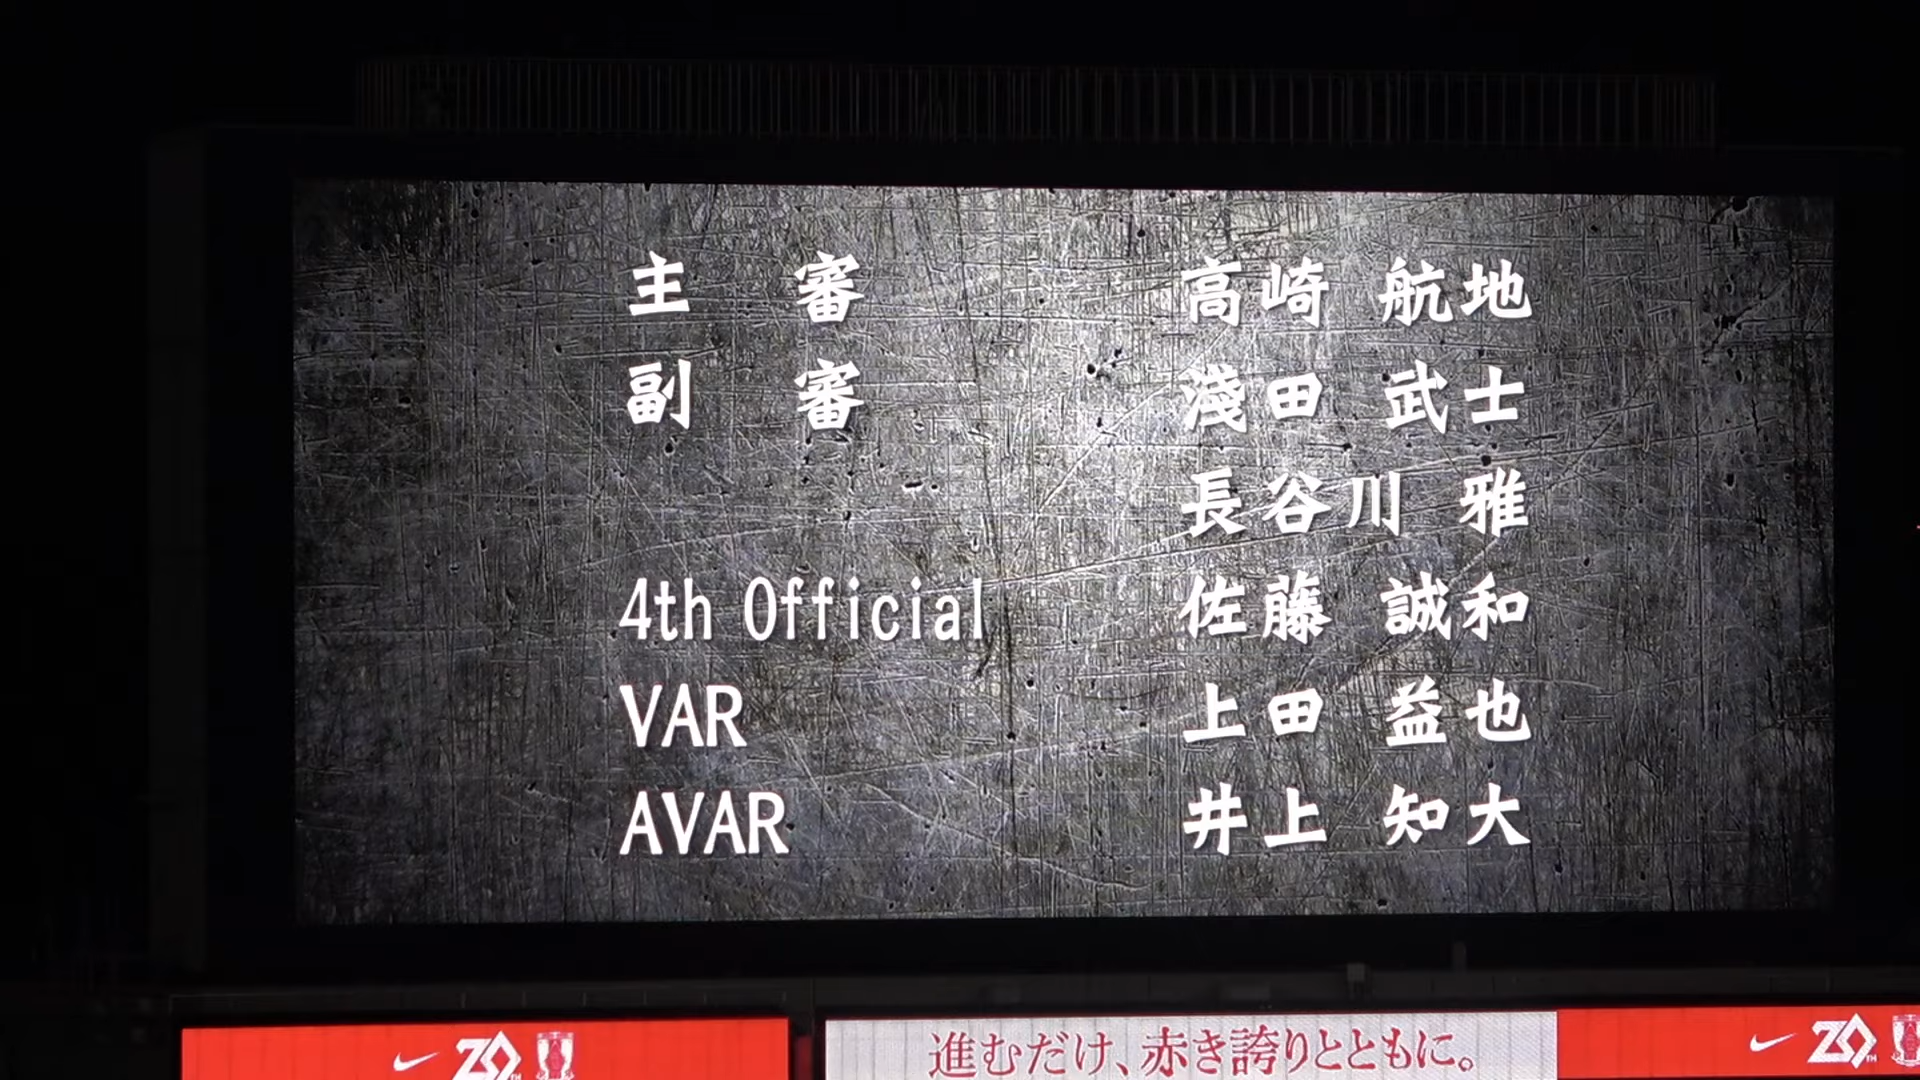 主 審 高崎 航地
副 審 淺田 武士
長谷川 雅
4th Official 佐藤 誠和
VAR 上田 益也
AVAR 井上 知大
進むだけ、赤き誇りとともに。